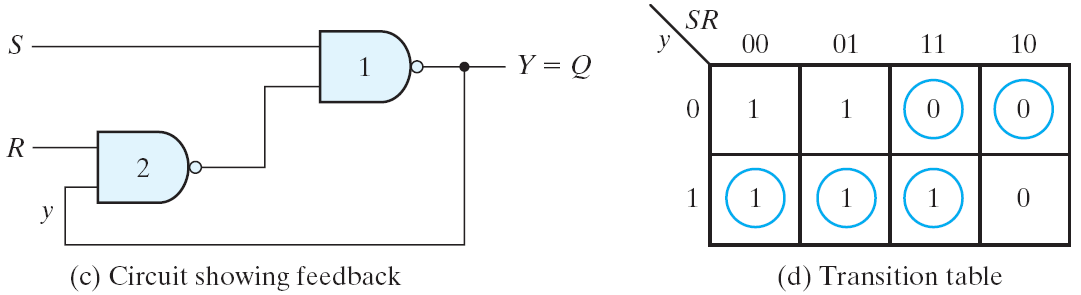 S
1
Y = Q
R
2
y
(c) Circuit showing feedback
SR
y
00 01 11 10
0 1 1 0 0
1 1 1 1 0
(d) Transition table